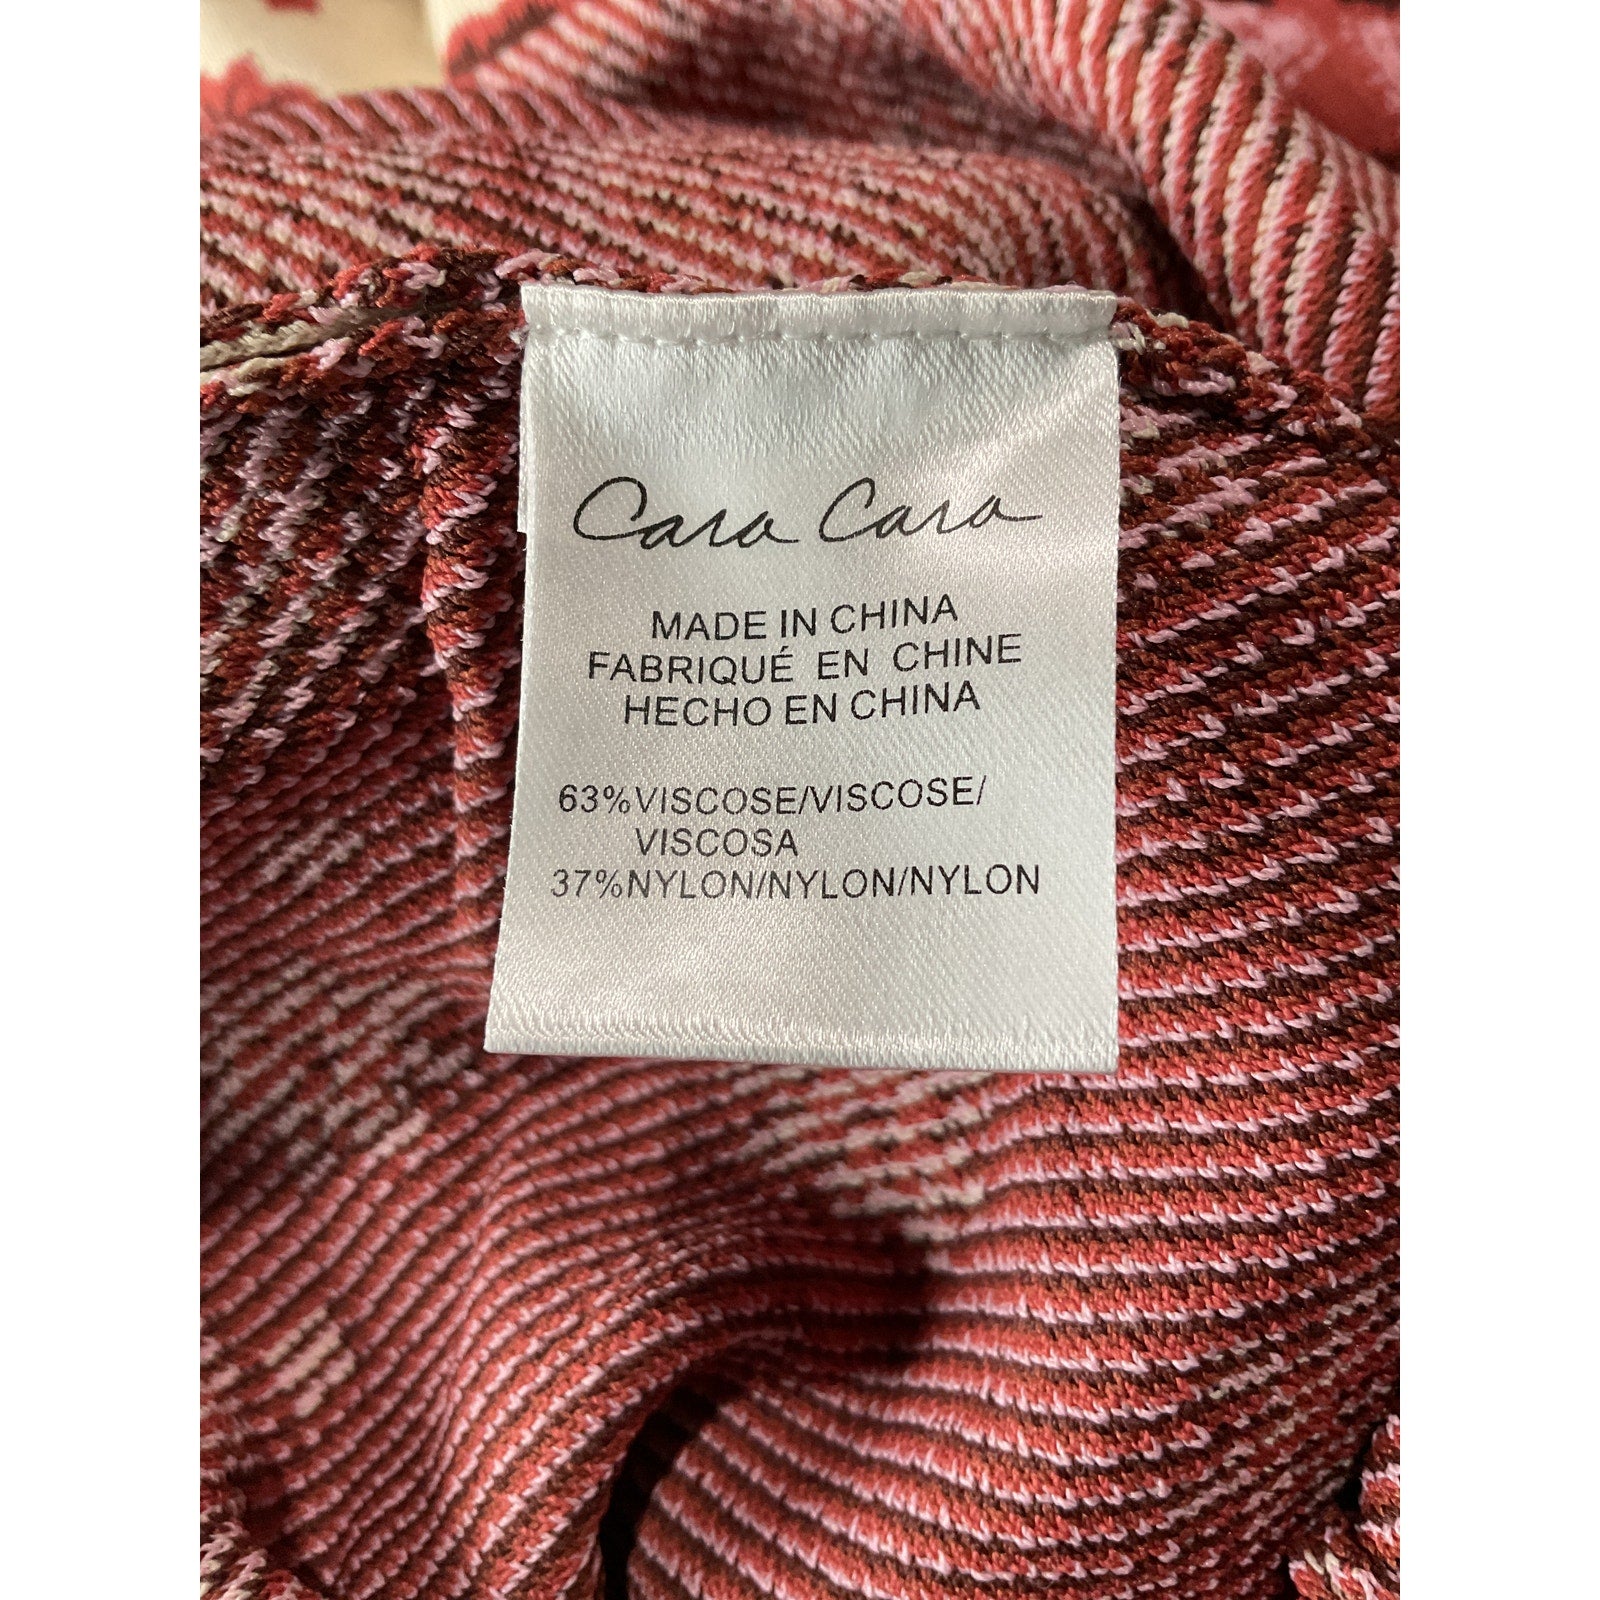 Cara Cara
MADE IN CHINA
FABRIQUÉ EN CHINE
HECHO EN CHINA
63%VISCOSE/VISCOSE/
VISCOSA
37%NYLON/NYLON/NYLON